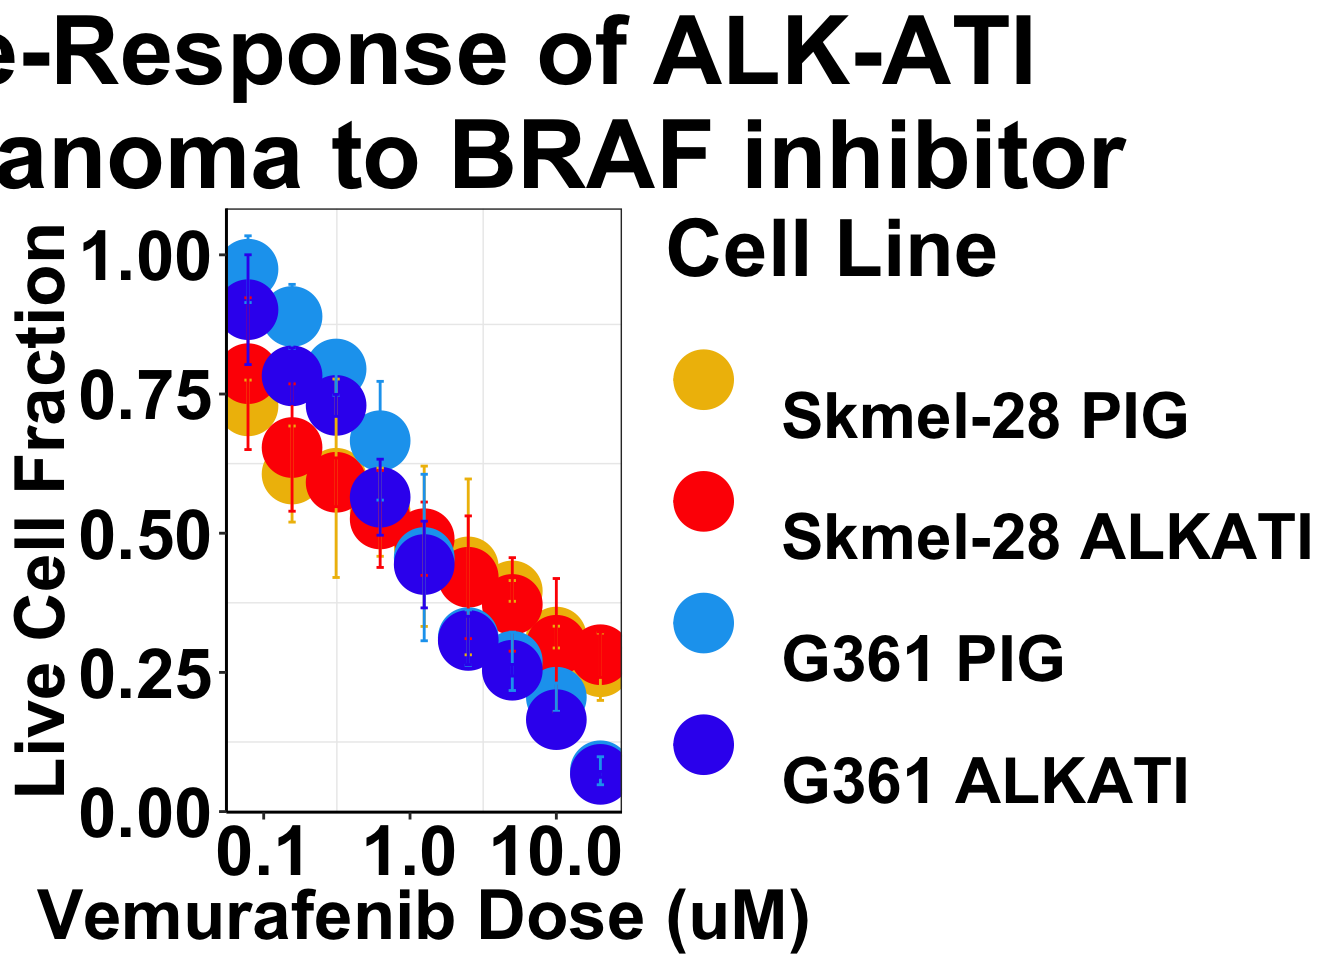 e-Response of ALK-ATI
anoma to BRAF inhibitor
Live Cell Fraction
1.00
0.75
0.50
0.25
0.00
0.1 1.0 10.0
Vemurafenib Dose (uM)
Cell Line
Skmel-28 PIG
Skmel-28 ALKATI
G361 PIG
G361 ALKATI